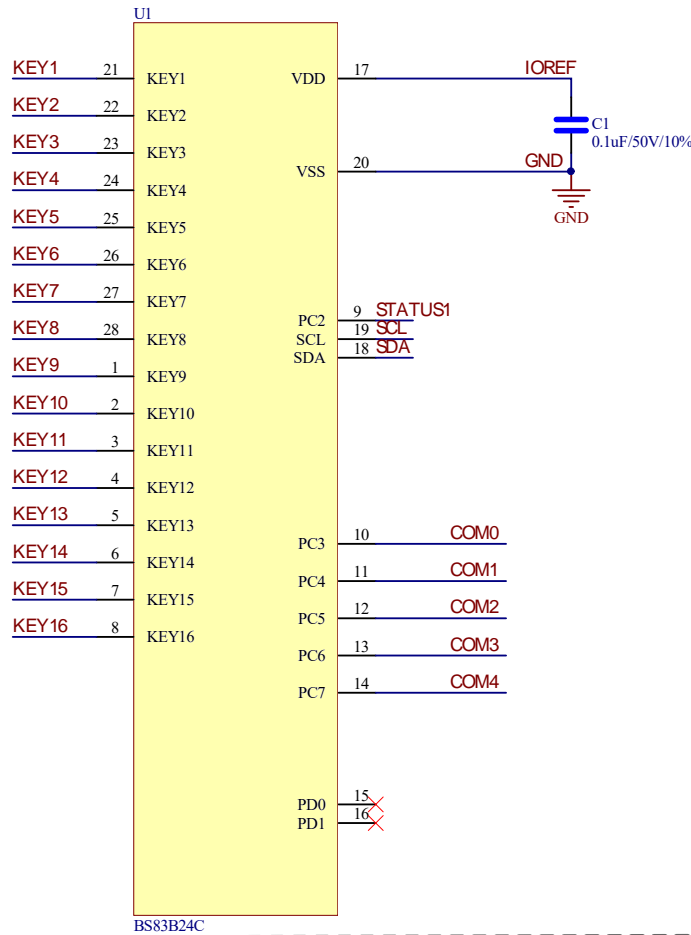 U1
KEY1 21 KEY1 VDD 17 IOREF
KEY2 22 KEY2
C1
0.1uF/50V/10%
KEY3 23 KEY3
GND
KEY4 24 KEY4 VSS 20
GND
KEY5 25 KEY5
KEY6 26 KEY6
KEY7 27 KEY7
PC2 9 STATUS1
KEY8 28 KEY8 SCL 19 SCL
SDA 18 SDA
KEY9 1 KEY9
KEY10 2 KEY10
KEY11 3 KEY11
KEY12 4 KEY12
KEY13 5 KEY13
PC3 10 COM0
KEY14 6 KEY14
PC4 11 COM1
KEY15 7 KEY15
PC5 12 COM2
KEY16 8 KEY16
PC6 13 COM3
PC7 14 COM4
PD0 15
PD1 16
BS83B24C